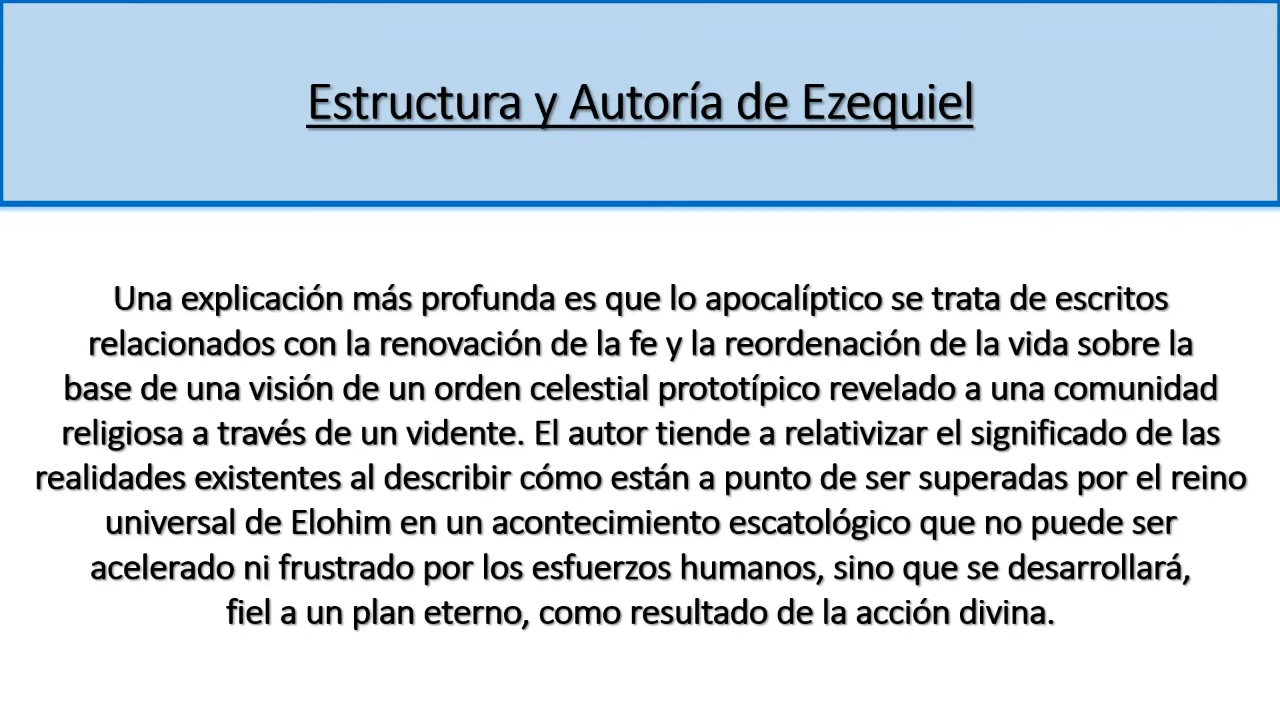 Estructura y Autoría de Ezequiel
Una explicación más profunda es que lo apocalíptico se trata de escritos
relacionados con la renovación de la fe y la reordenación de la vida sobre la
base de una visión de un orden celestial prototípico revelado a una comunidad
religiosa a través de un vidente. El autor tiende a relativizar el significado de las
realidades existentes al describir cómo están a punto de ser superadas por el reino
universal de Elohim en un acontecimiento escatológico que no puede ser
acelerado ni frustrado por los esfuerzos humanos, sino que se desarrollará,
fiel a un plan eterno, como resultado de la acción divina.